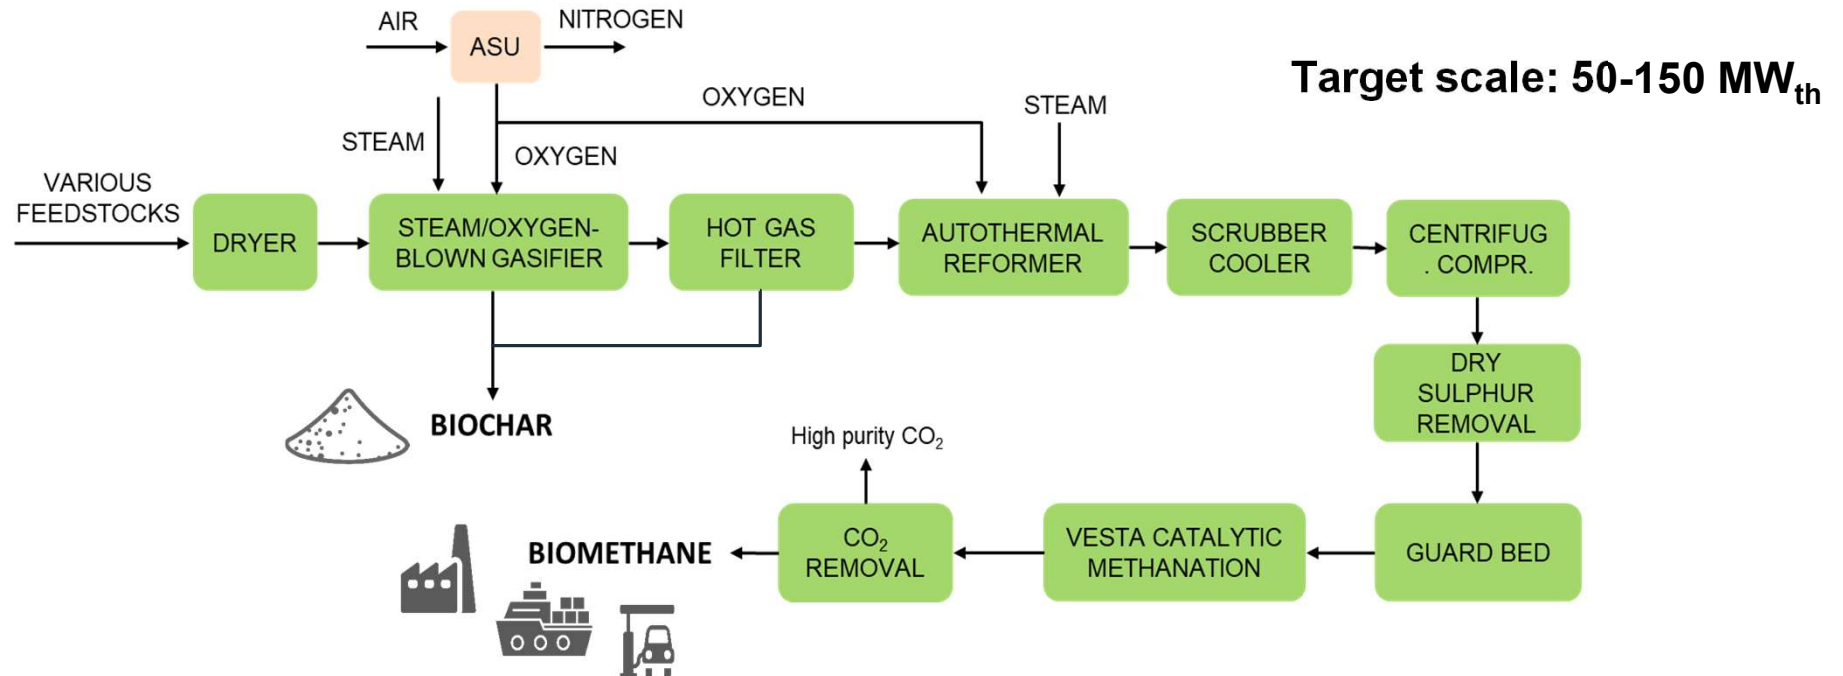 AIR
ASU
NITROGEN
Target scale: 50-150 MWth
OXYGEN
STEAM
STEAM
OXYGEN
VARIOUS
FEEDSTOCKS
DRYER
STEAM/OXYGEN-
BLOWN GASIFIER
HOT GAS
FILTER
AUTOTHERMAL
REFORMER
SCRUBBER
COOLER
CENTRIFUG
. COMPR.
DRY
SULPHUR
REMOVAL
BIOCHAR
High purity CO2
BIOMETHANE
CO2
REMOVAL
VESTA CATALYTIC
METHANATION
GUARD BED